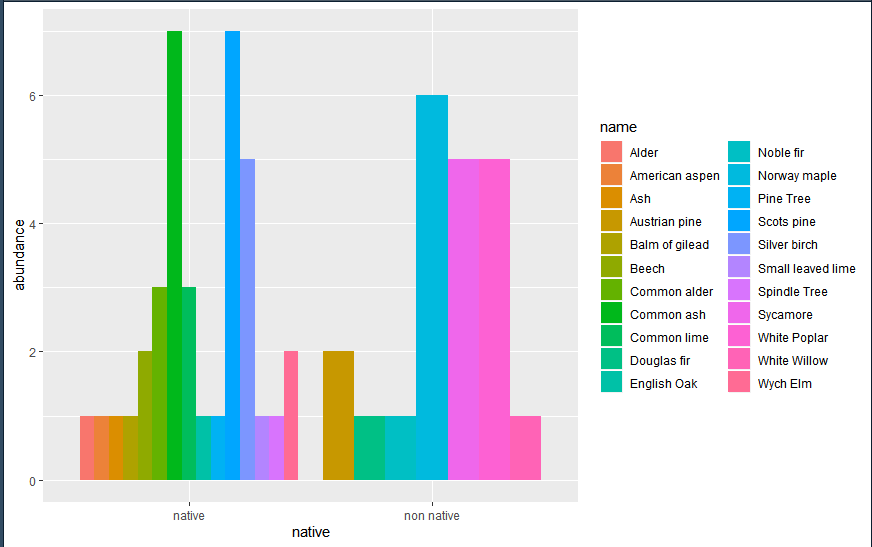 abundance
6
4
2
0
native
non native
native
name
Alder
American aspen
Ash
Austrian pine
Balm of gilead
Beech
Common alder
Common ash
Common lime
Douglas fir
English Oak
Noble fir
Norway maple
Pine Tree
Scots pine
Silver birch
Small leaved lime
Spindle Tree
Sycamore
White Poplar
White Willow
Wych Elm